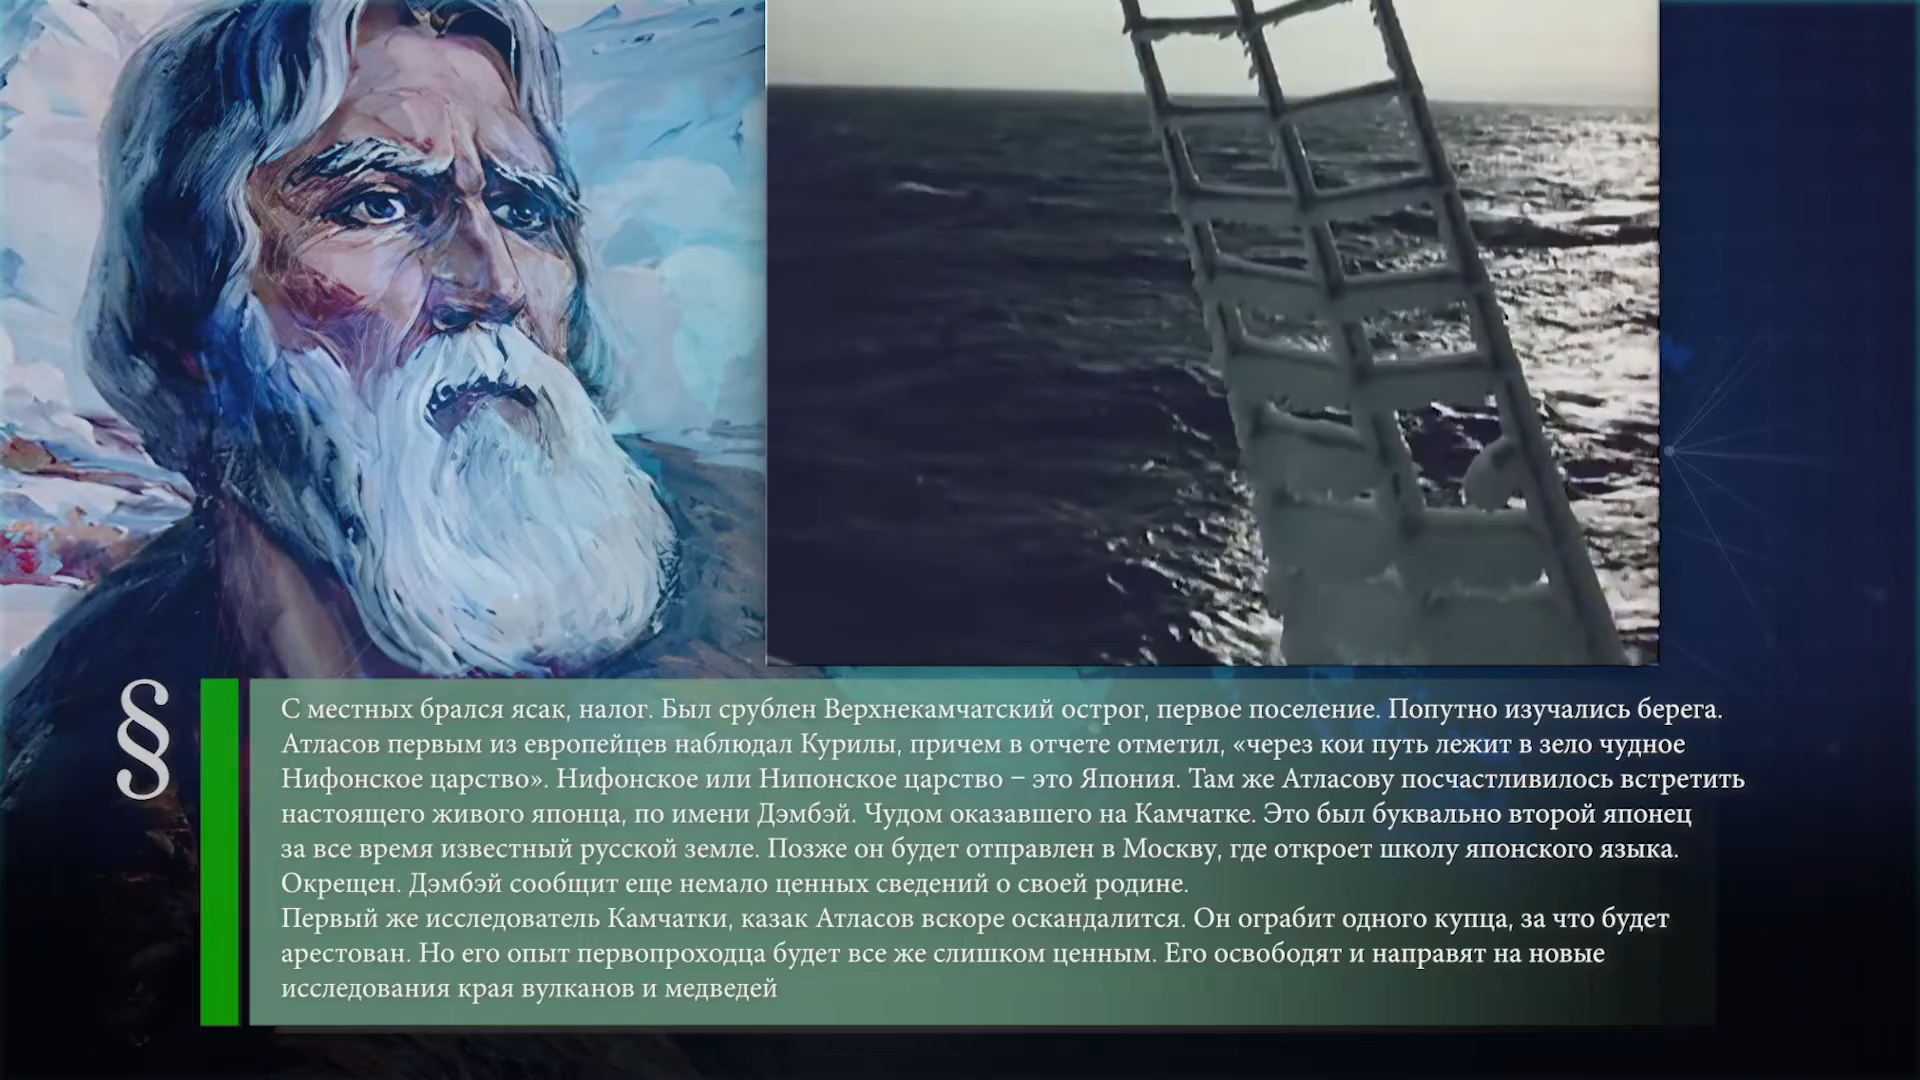 §
С местных брался ясак, налог. Был срублен Верхнекамчатский острог, первое поселение. Попутно изучались берега.
Атласов первым из европейцев наблюдал Курилы, причем в отчете отметил, «через кои путь лежит в зело чудное
Нифонское царство». Нифонское или Нипонское царство – это Япония. Там же Атласову посчастливилось встретить
настоящего живого японца, по имени Дэмбэй. Чудом оказавшего на Камчатке. Это был буквально второй японец
за все время известный русской земле. Позже он будет отправлен в Москву, где откроет школу японского языка.
Окрещен. Дэмбэй сообщит еще немало ценных сведений о своей родине.
Первый же исследователь Камчатки, казак Атласов вскоре оскандалится. Он ограбит одного купца, за что будет
арестован. Но его опыт первопроходца будет все же слишком ценным. Его освободят и направят на новые
исследования края вулканов и медведей